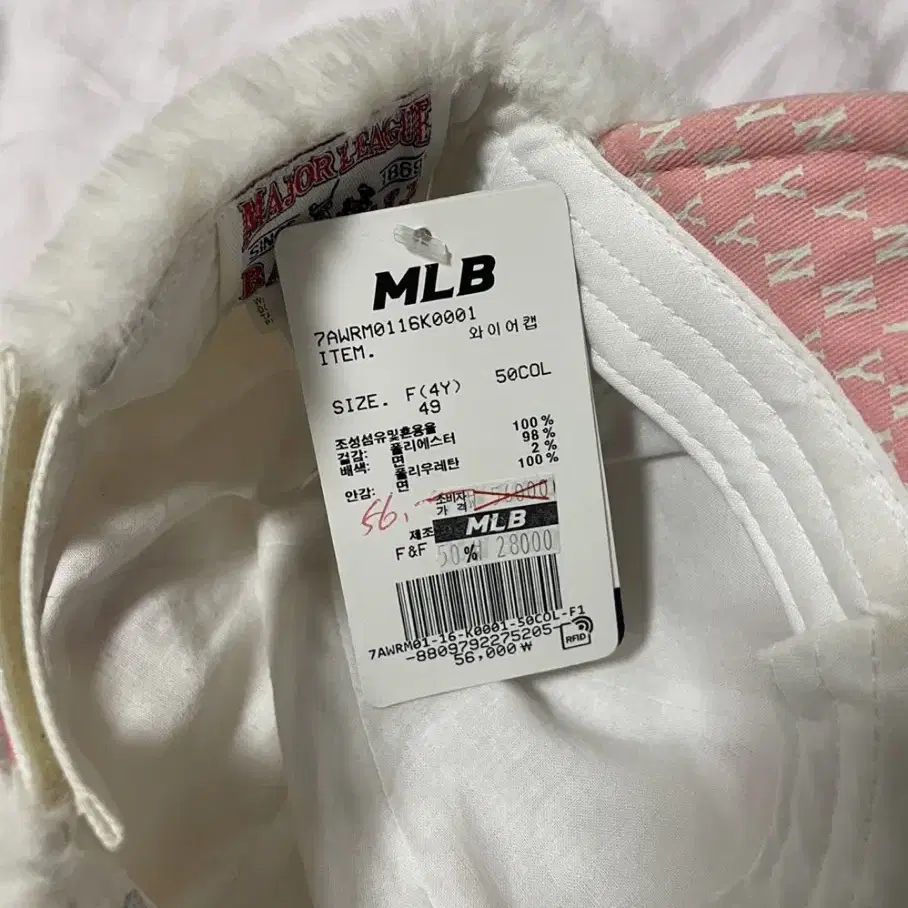 MAJOR LEAGUE
1869
MLB
7AWRM0116K0001
ITEM. 와이어캡
50COL
SIZE. F(4Y)
49
조성섬유및혼용율
겉감: 폴리에스터 100%
배색: 면 98%
폴리우레탄 2%
안감: 면 100%
56.
소비자
가 격 ₩56000
MLB
제조
F&F
50% 28000
7AWRM01-16-K0001-50COL-F1
-8809792275205-
RFID
56,000₩
N Y N Y N Y